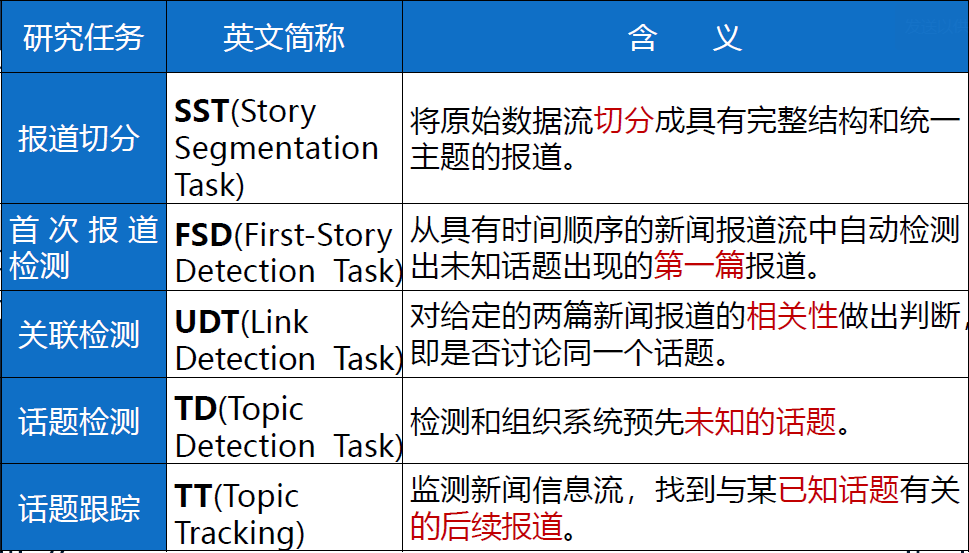 研究任务
英文简称
含 义
报道切分
SST(Story
Segmentation
Task)
将原始数据流切分成具有完整结构和统一
主题的报道。
首次报道
检测
FSD(First-Story
Detection Task)
从具有时间顺序的新闻报道流中自动检测
出未知话题出现的第一篇报道。
关联检测
UDT(Link
Detection Task)
对给定的两篇新闻报道的相关性做出判断,
即是否讨论同一个话题。
话题检测
TD(Topic
Detection Task)
检测和组织系统预先未知的话题。
话题跟踪
TT(Topic
Tracking)
监测新闻信息流，找到与某已知话题有关
的后续报道。